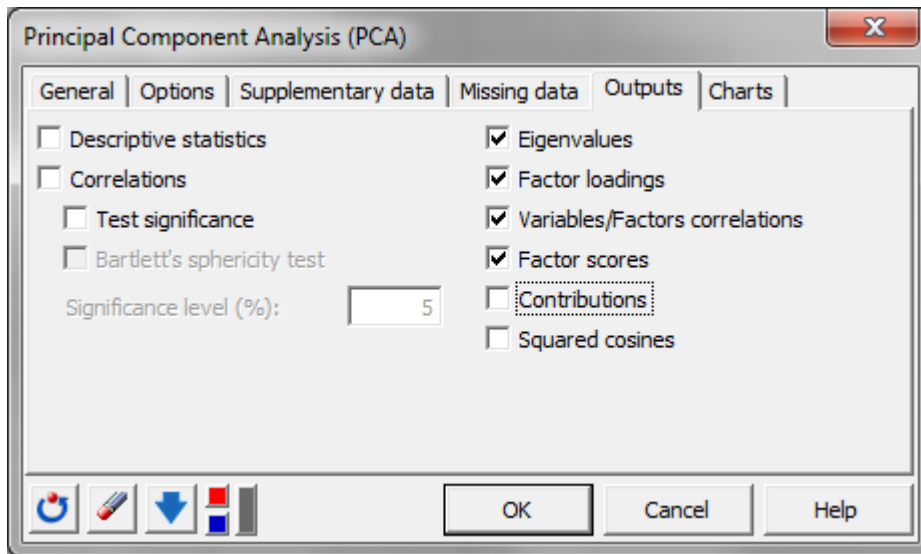 Principal Component Analysis (PCA)
General
Options
Supplementary data
Missing data
Outputs
Charts
Descriptive statistics
Correlations
Test significance
Bartlett's sphericity test
Significance level (%):
5
Eigenvalues
Factor loadings
Variables/Factors correlations
Factor scores
Contributions
Squared cosines
OK
Cancel
Help